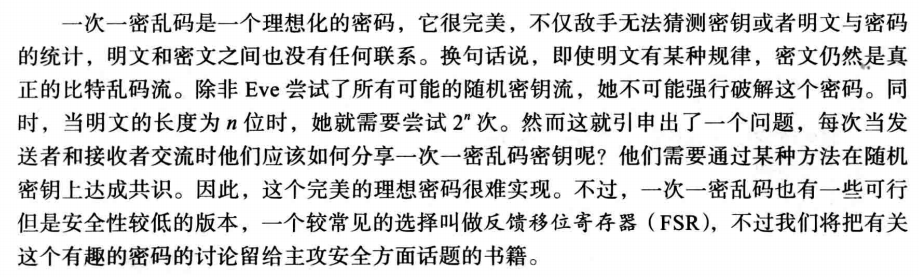 一次一密乱码是一个理想化的密码，它很完美，不仅敌手无法猜测密钥或者明文与密码
的统计，明文和密文之间也没有任何联系。换句话说，即使明文有某种规律，密文仍然是真
正的比特乱码流。除非 Eve 尝试了所有可能的随机密钥流，她不可能强行破解这个密码。同
时，当明文的长度为 n 位时，她就需要尝试 2ⁿ 次。然而这就引申出了一个问题，每次当发
送者和接收者交流时他们应该如何分享一次一密乱码密钥呢？他们需要通过某种方法在随机
密钥上达成共识。因此，这个完美的理想密码很难实现。不过，一次一密乱码也有一些可行
但是安全性较低的版本，一个较常见的选择叫做反馈移位寄存器（FSR），不过我们将把有关
这个有趣的密码的讨论留给主攻安全方面话题的书籍。